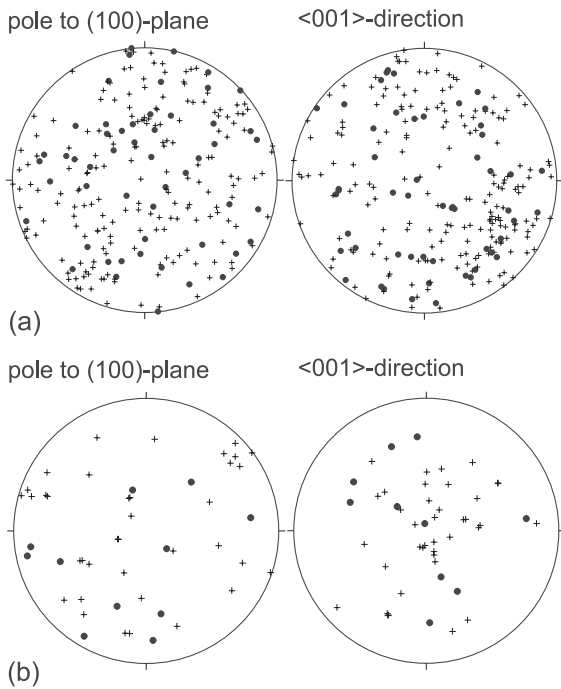 pole to (100)-plane <001>-direction
(a)
pole to (100)-plane <001>-direction
(b)